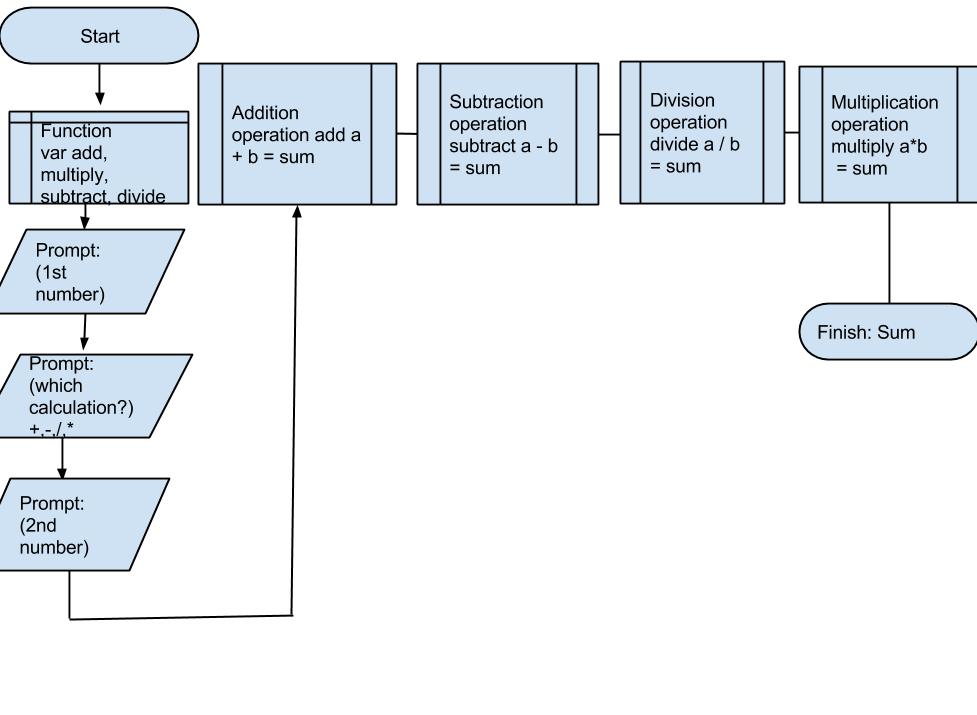 Start
Function
var add,
multiply,
subtract, divide
Prompt:
(1st
number)
Prompt:
(which
calculation?)
+,-,/,*
Prompt:
(2nd
number)
Addition
operation add a
+ b = sum
Subtraction
operation
subtract a - b
= sum
Division
operation
divide a / b
= sum
Multiplication
operation
multiply a*b
= sum
Finish: Sum